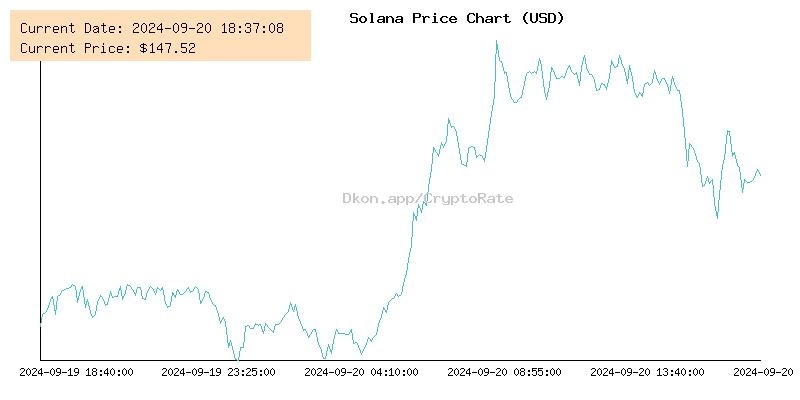 Solana Price Chart (USD)
Current Date: 2024-09-20 18:37:08
Current Price: $147.52
Dkon.app/CryptoRate
2024-09-19 18:40:00 2024-09-19 23:25:00 2024-09-20 04:10:00 2024-09-20 08:55:00 2024-09-20 13:40:00 2024-09-20